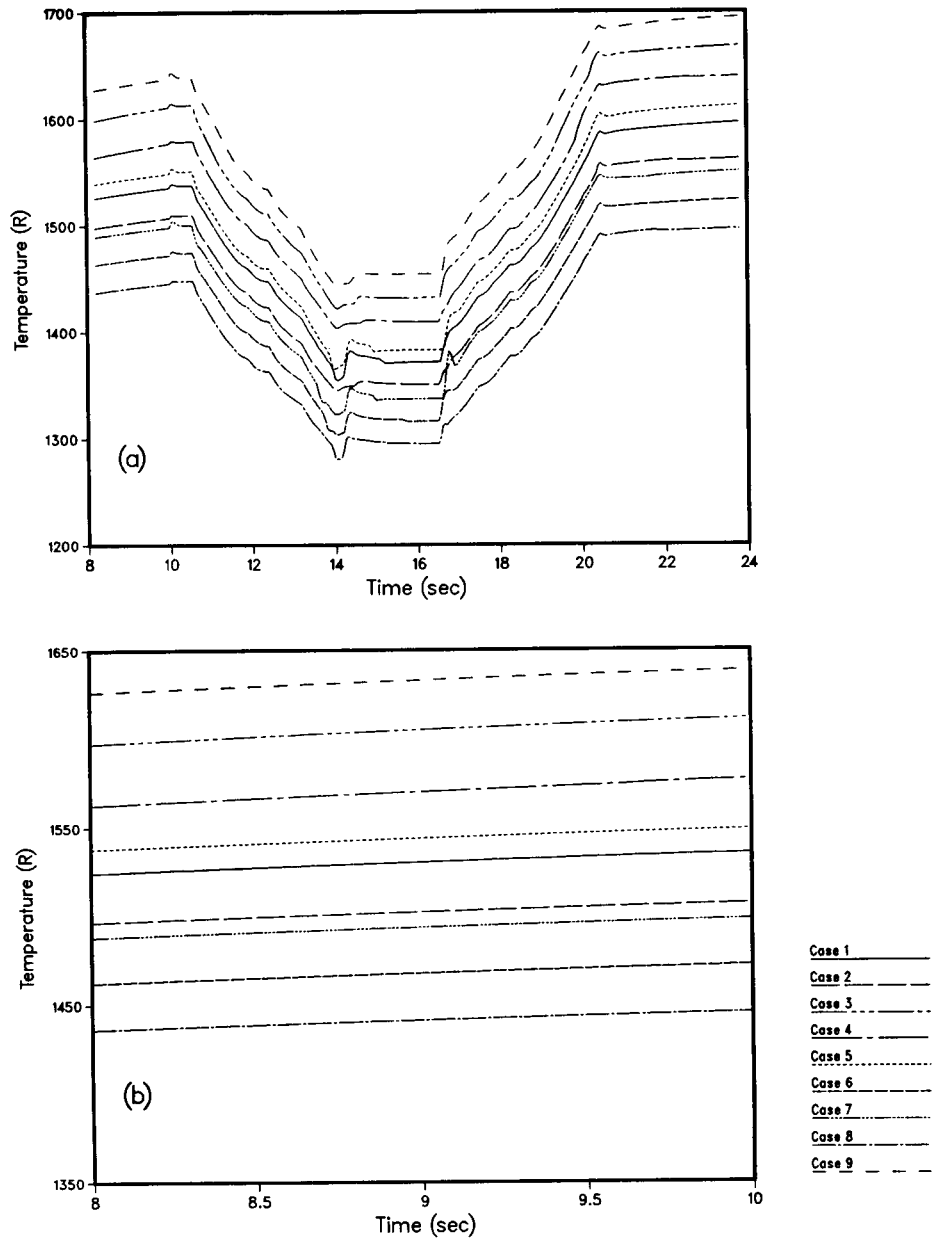 1700
1600
1500
1400
1300
1200
Temperature (R)
(a)
8 10 12 14 16 18 20 22 24
Time (sec)
1650
1550
1450
1350
Temperature (R)
(b)
8 8.5 9 9.5 10
Time (sec)
Case 1
Case 2
Case 3
Case 4
Case 5
Case 6
Case 7
Case 8
Case 9